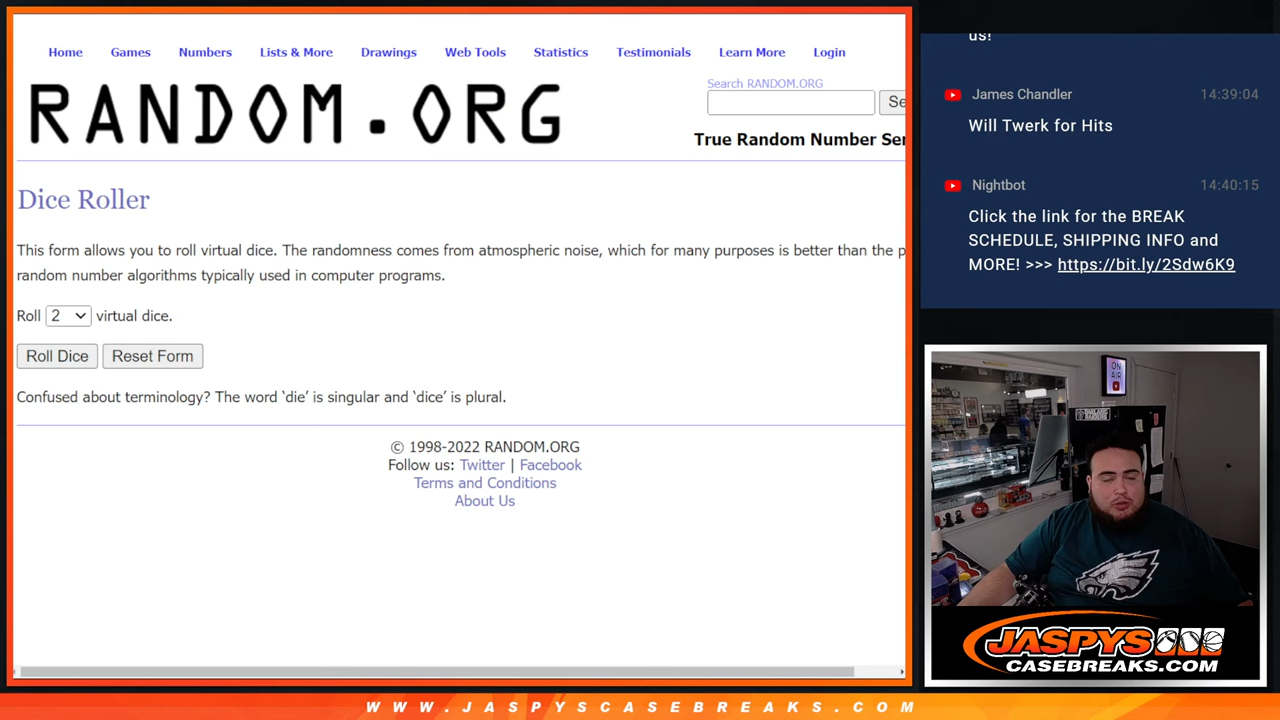 Home Games Numbers Lists & More Drawings Web Tools Statistics Testimonials Learn More Login
RANDOM.ORG
Search RANDOM.ORG
Se
True Random Number Ser
Dice Roller
This form allows you to roll virtual dice. The randomness comes from atmospheric noise, which for many purposes is better than the p
random number algorithms typically used in computer programs.
Roll 2 virtual dice.
Roll Dice Reset Form
Confused about terminology? The word ‘die’ is singular and ‘dice’ is plural.
© 1998-2022 RANDOM.ORG
Follow us: Twitter | Facebook
Terms and Conditions
About Us
us!
James Chandler 14:39:04
Will Twerk for Hits
Nightbot 14:40:15
Click the link for the BREAK
SCHEDULE, SHIPPING INFO and
MORE! >>> https://bit.ly/2Sdw6K9
ON
AIR
JASPYS
CASEBREAKS.COM
WWW.JASPYSCASEBREAKS.COM